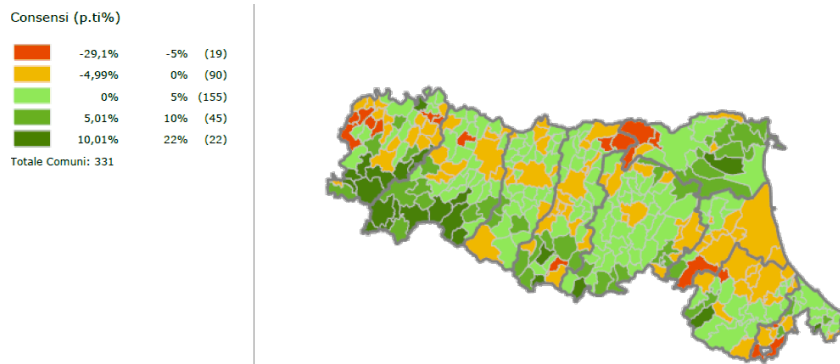 Consensi (p.ti%)
-29,1% -5% (19)
-4,99% 0% (90)
0% 5% (155)
5,01% 10% (45)
10,01% 22% (22)
Totale Comuni: 331